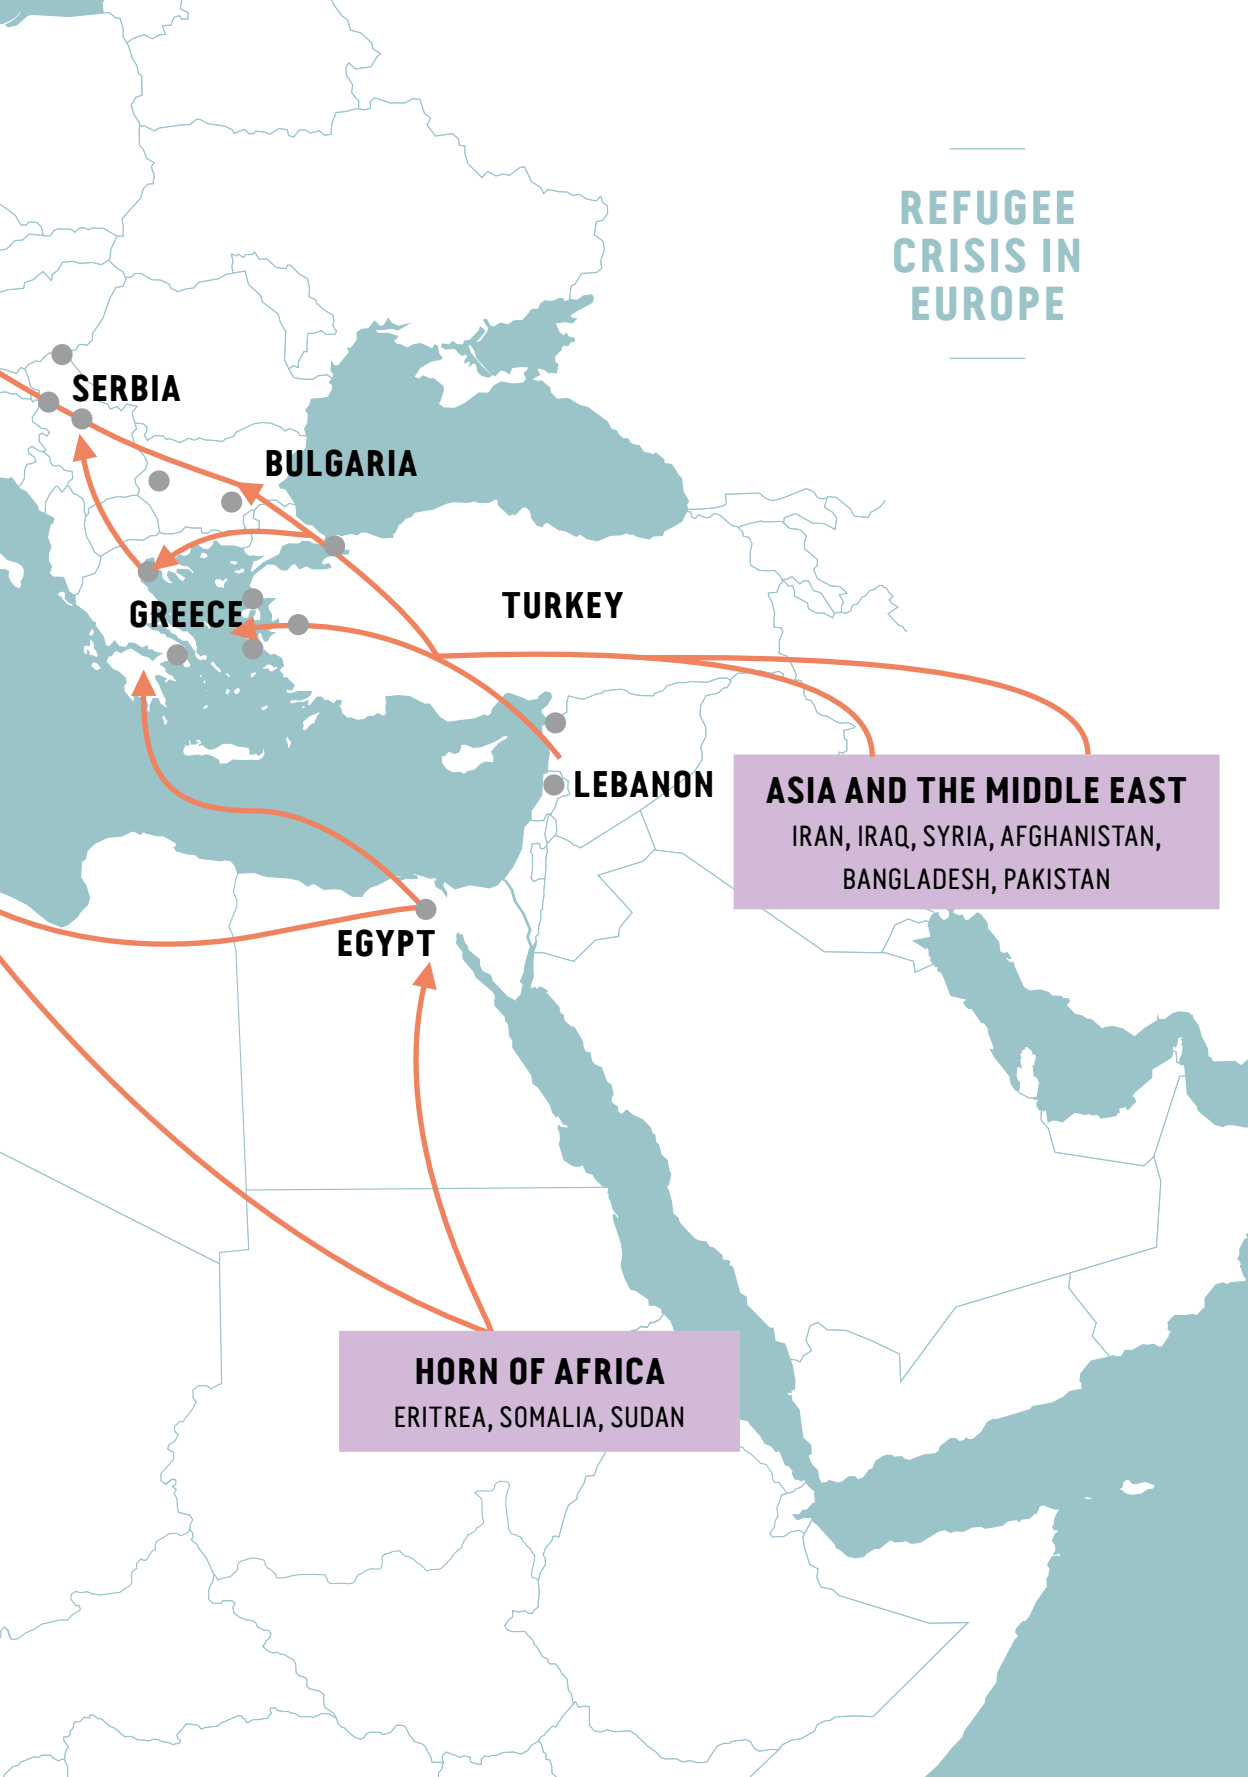 REFUGEE
CRISIS IN
EUROPE
SERBIA
BULGARIA
GREECE
TURKEY
LEBANON
ASIA AND THE MIDDLE EAST
IRAN, IRAQ, SYRIA, AFGHANISTAN,
BANGLADESH, PAKISTAN
EGYPT
HORN OF AFRICA
ERITREA, SOMALIA, SUDAN